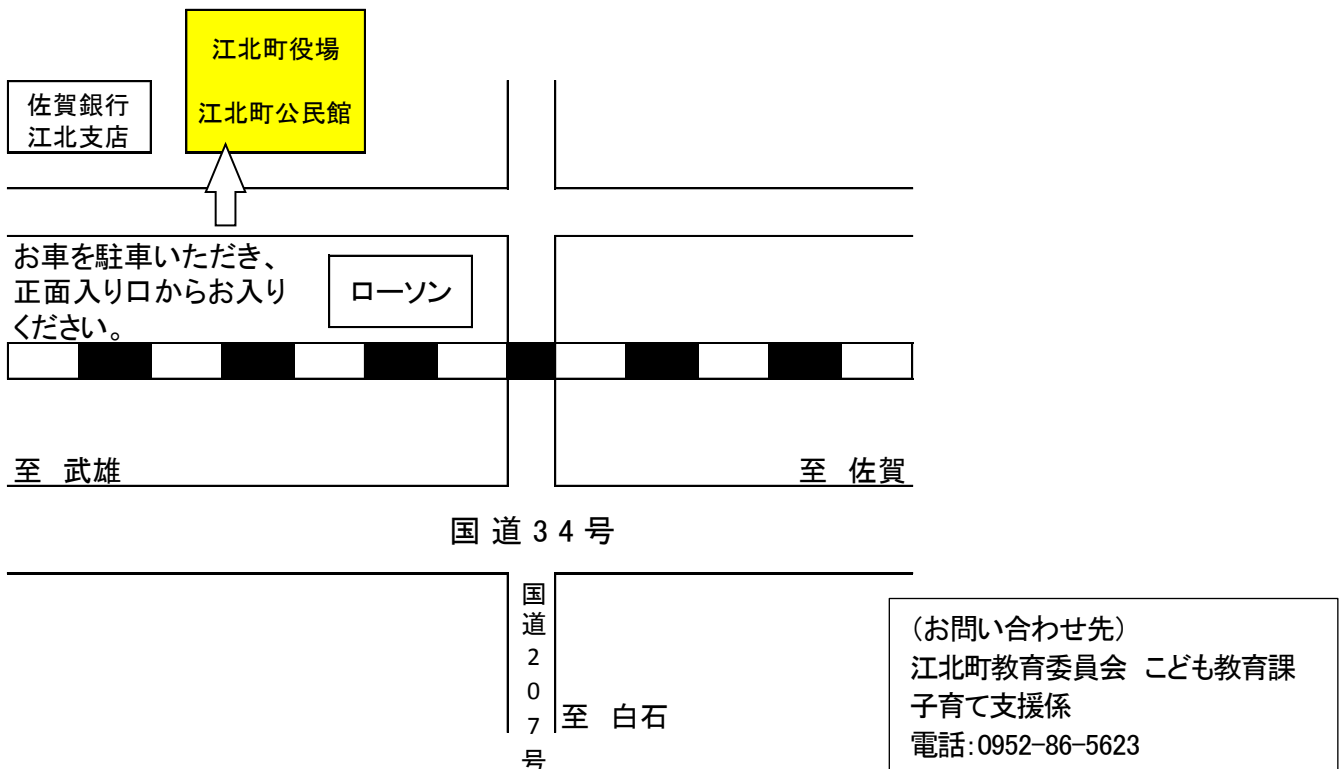 江北町役場
江北町公民館
佐賀銀行
江北支店
お車を駐車いただき、
正面入り口からお入り
ください。
ローソン
至 武雄
至 佐賀
国道34号
国道207号
至 白石
(お問い合わせ先)
江北町教育委員会 こども教育課
子育て支援係
電話:0952-86-5623